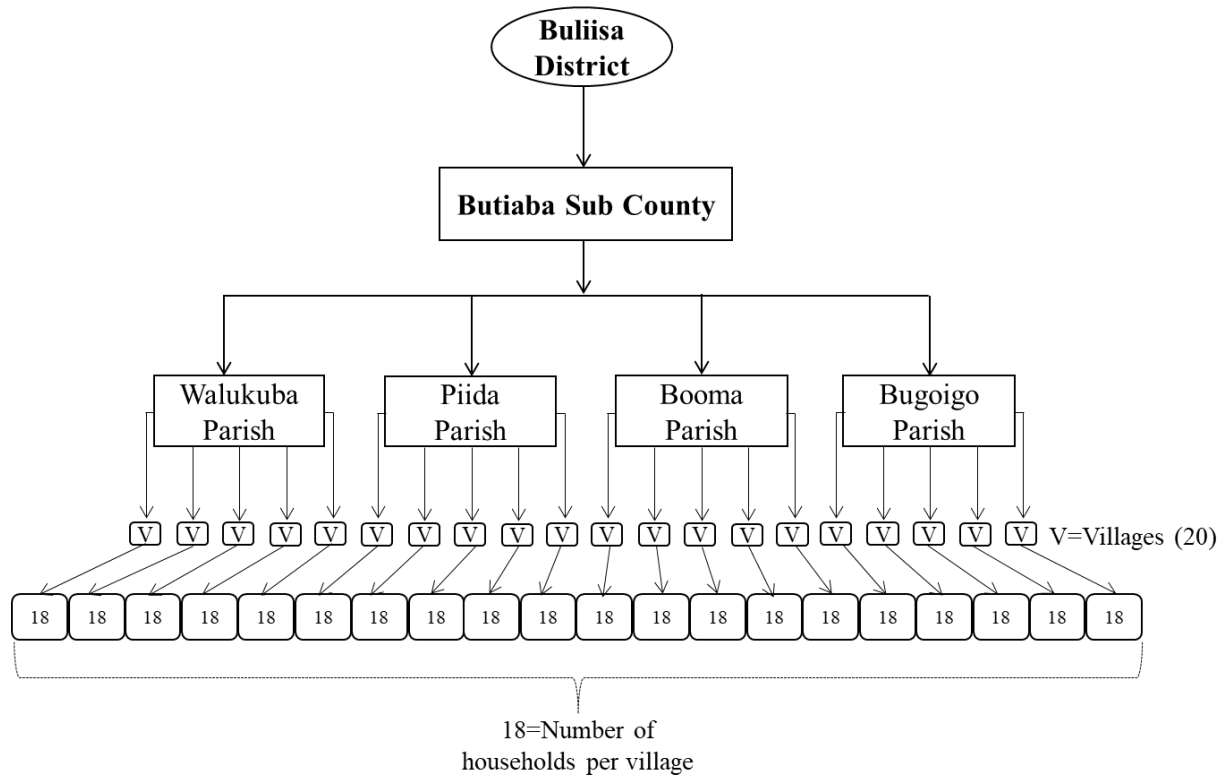 Buliisa
District
Butiaba Sub County
Walukuba
Parish
Piida
Parish
Booma
Parish
Bugoigo
Parish
V V V V V V V V V V V V V V V V V V V V V=Villages (20)
18 18 18 18 18 18 18 18 18 18 18 18 18 18 18 18 18 18 18 18
18=Number of
households per village